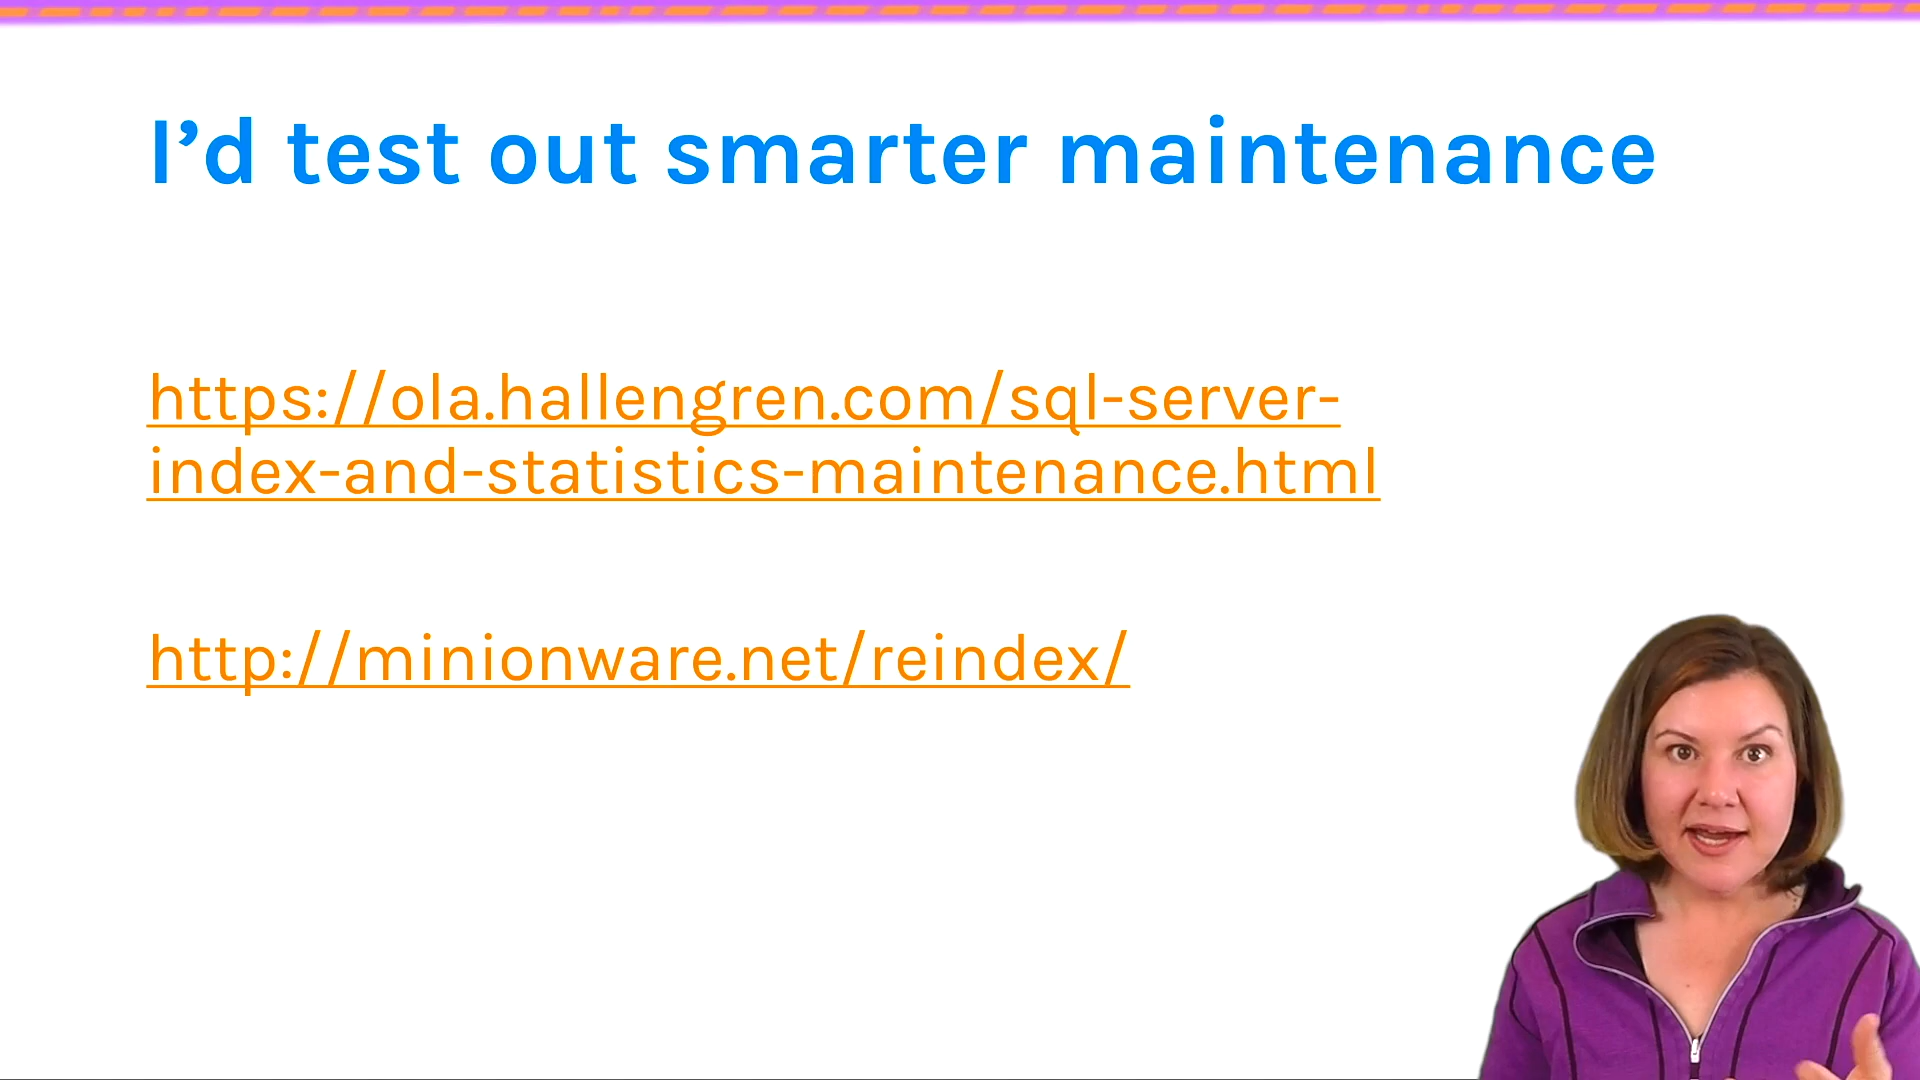 I’d test out smarter maintenance
https://ola.hallengren.com/sql-server-
index-and-statistics-maintenance.html
http://minionware.net/reindex/